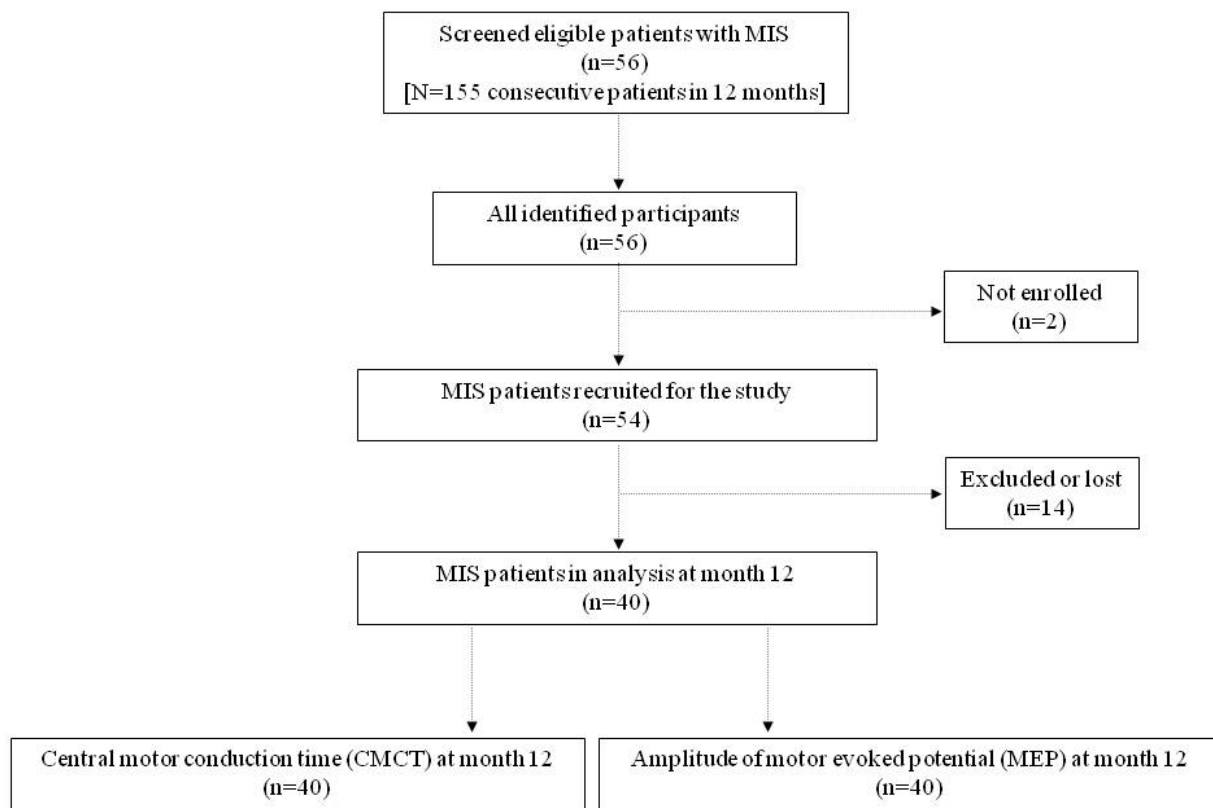 Screened eligible patients with MIS
(n=56)
[N=155 consecutive patients in 12 months]
All identified participants
(n=56)
Not enrolled
(n=2)
MIS patients recruited for the study
(n=54)
Excluded or lost
(n=14)
MIS patients in analysis at month 12
(n=40)
Central motor conduction time (CMCT) at month 12
(n=40)
Amplitude of motor evoked potential (MEP) at month 12
(n=40)